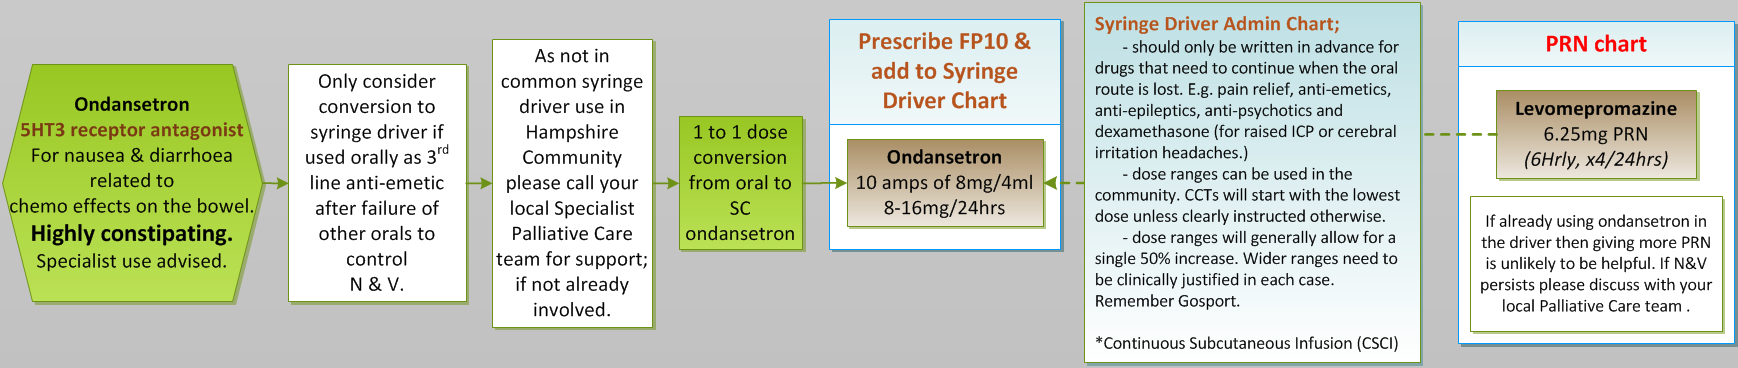 Ondansetron
5HT3 receptor antagonist
For nausea & diarrhoea
related to
chemo effects on the bowel.
Highly constipating.
Specialist use advised.
Only consider
conversion to
syringe driver if
used orally as 3rd
line anti-emetic
after failure of
other orals to
control
N & V.
As not in
common syringe
driver use in
Hampshire
Community
please call your
local Specialist
Palliative Care
team for support;
if not already
involved.
1 to 1 dose
conversion
from oral to
SC
ondansetron
Prescribe FP10 &
add to Syringe
Driver Chart
Ondansetron
10 amps of 8mg/4ml
8-16mg/24hrs
Syringe Driver Admin Chart;
- should only be written in advance for
drugs that need to continue when the oral
route is lost. E.g. pain relief, anti-emetics,
anti-epileptics, anti-psychotics and
dexamethasone (for raised ICP or cerebral
irritation headaches.)
- dose ranges can be used in the
community. CCTs will start with the lowest
dose unless clearly instructed otherwise.
- dose ranges will generally allow for a
single 50% increase. Wider ranges need to
be clinically justified in each case.
Remember Gosport.
*Continuous Subcutaneous Infusion (CSCI)
PRN chart
Levomepromazine
6.25mg PRN
(6Hrly, x4/24hrs)
If already using ondansetron in
the driver then giving more PRN
is unlikely to be helpful. If N&V
persists please discuss with your
local Palliative Care team .